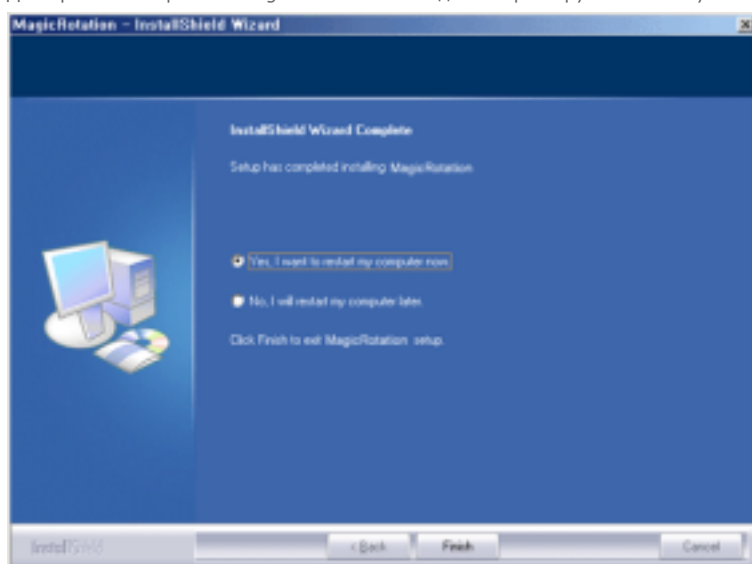 MagicRotation - InstallShield Wizard
InstallShield Wizard Complete
Setup has completed installing MagicRotation
Yes, I want to restart my computer now.
No, I will restart my computer later.
Click Finish to exit MagicRotation setup.
InstallShield
< Back
Finish
Cancel